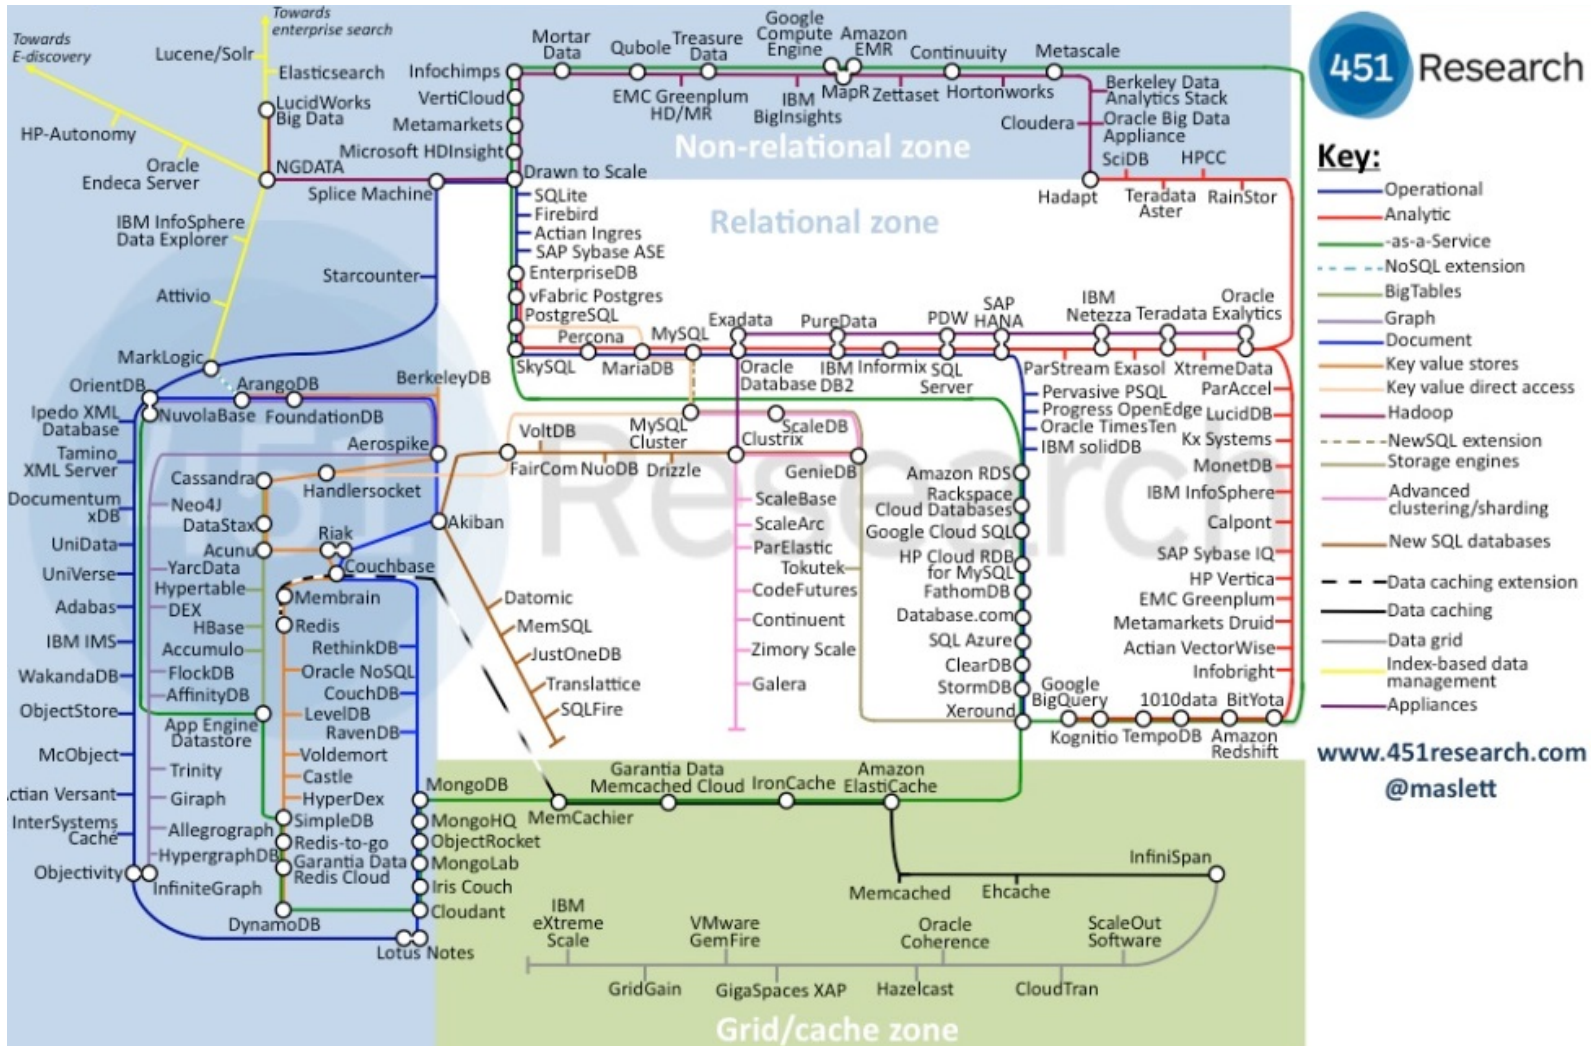 Towards
E-discovery
Towards
enterprise search
Lucene/Solr
Elasticsearch
LucidWorks
Big Data
HP-Autonomy
Oracle
Endeca Server
NGDATA
IBM InfoSphere
Data Explorer
Attivio
MarkLogic
Splice Machine
Starcounter
Infochimps
VertiCloud
Metamarkets
Microsoft HDInsight
Drawn to Scale
Mortar
Data
Qubole
Treasure
Data
Google
Compute
Engine
Amazon
EMR
Continuuity
Metascale
EMC Greenplum
HD/MR
IBM
BigInsights
MapR
Zettaset
Hortonworks
Cloudera
Berkeley Data
Analytics Stack
Oracle Big Data
Appliance
Non-relational zone
SciDB
HPCC
Hadapt
Teradata
Aster
RainStor
Relational zone
SQLite
Firebird
Actian Ingres
SAP Sybase ASE
EnterpriseDB
vFabric Postgres
PostgreSQL
Percona
MySQL
SkySQL
MariaDB
Exadata
PureData
PDW
SAP
HANA
IBM
Netezza
Teradata
Oracle
Exalytics
Oracle
Database
IBM
DB2
Informix
SQL
Server
ParStream
Exasol
XtremeData
OrientDB
ArangoDB
BerkeleyDB
NuvolaBase
FoundationDB
Ipedo XML
Database
Tamino
XML Server
Documentum
xDB
UniData
UniVerse
Adabas
IBM IMS
WakandaDB
ObjectStore
McObject
ctian Versant
InterSystems
Caché
Objectivity
Aerospike
Cassandra
Handlersocket
Neo4J
DataStax
Acunu
Riak
Couchbase
Akiban
YarcData
Hypertable
DEX
HBase
Accumulo
FlockDB
AffinityDB
App Engine
Datastore
Trinity
Giraph
Allegrograph
HypergraphDB
InfiniteGraph
Membrain
Redis
RethinkDB
Oracle NoSQL
CouchDB
LevelDB
RavenDB
Voldemort
Castle
HyperDex
SimpleDB
Redis-to-go
Garantia Data
Redis Cloud
DynamoDB
MongoDB
MongoHQ
ObjectRocket
MongoLab
Iris Couch
Cloudant
Lotus Notes
VoltDB
FairCom
NuoDB
Drizzle
MySQL
Cluster
Clustrix
ScaleDB
GenieDB
ScaleBase
ScaleArc
ParElastic
Tokutek
CodeFutures
Continuent
Zimory Scale
Galera
Datomic
MemSQL
JustOneDB
Translattice
SQLFire
Pervasive PSQL
Progress OpenEdge
Oracle TimesTen
IBM solidDB
Amazon RDS
Rackspace
Cloud Databases
Google Cloud SQL
HP Cloud RDB
for MySQL
FathomDB
Database.com
SQL Azure
ClearDB
StormDB
Xeround
ParAccel
LucidDB
Kx Systems
MonetDB
IBM InfoSphere
Calpont
SAP Sybase IQ
HP Vertica
EMC Greenplum
Metamarkets Druid
Actian VectorWise
Infobright
Google
BigQuery
1010data
BitYota
Kognitio
TempoDB
Amazon
Redshift
Garantia Data
Memcached Cloud
IronCache
Amazon
ElastiCache
MemCachier
Memcached
Ehcache
InfiniSpan
IBM
eXtreme
Scale
VMware
GemFire
Oracle
Coherence
ScaleOut
Software
GridGain
GigaSpaces XAP
Hazelcast
CloudTran
Grid/cache zone
451 Research
451 Research
Key:
Operational
Analytic
-as-a-Service
NoSQL extension
BigTables
Graph
Document
Key value stores
Key value direct access
Hadoop
NewSQL extension
Storage engines
Advanced
clustering/sharding
New SQL databases
Data caching extension
Data caching
Data grid
Index-based data
management
Appliances
www.451research.com
@maslett